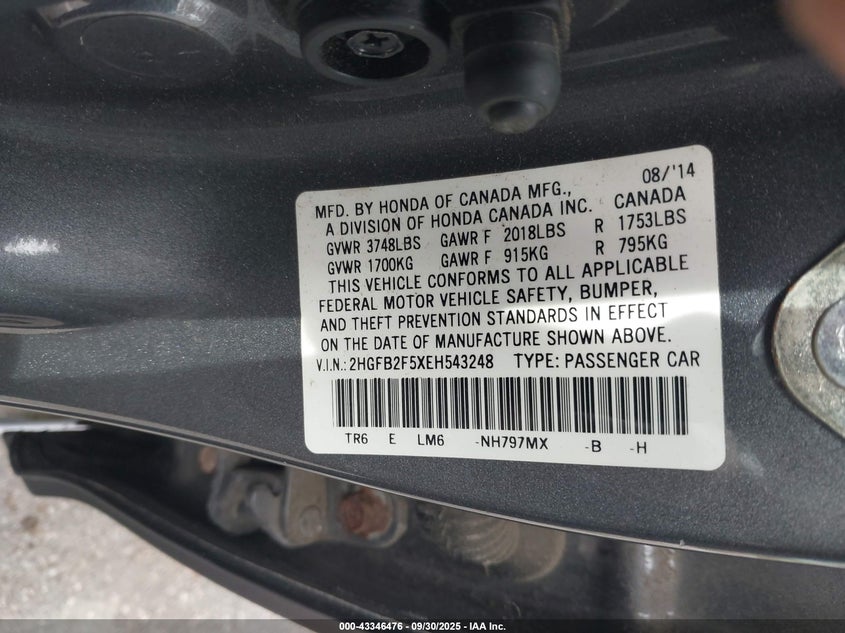 08/'14
MFD. BY HONDA OF CANADA MFG., CANADA
A DIVISION OF HONDA CANADA INC.
GVWR 3748LBS GAWR F 2018LBS R 1753LBS
GVWR 1700KG GAWR F 915KG R 795KG
THIS VEHICLE CONFORMS TO ALL APPLICABLE
FEDERAL MOTOR VEHICLE SAFETY, BUMPER,
AND THEFT PREVENTION STANDARDS IN EFFECT
ON THE DATE OF MANUFACTURE SHOWN ABOVE.
V.I.N.: 2HGFB2F5XEH543248 TYPE: PASSENGER CAR
TR6 E LM6 -NH797MX -B -H
000-43346476 - 09/30/2025 - IAA Inc.